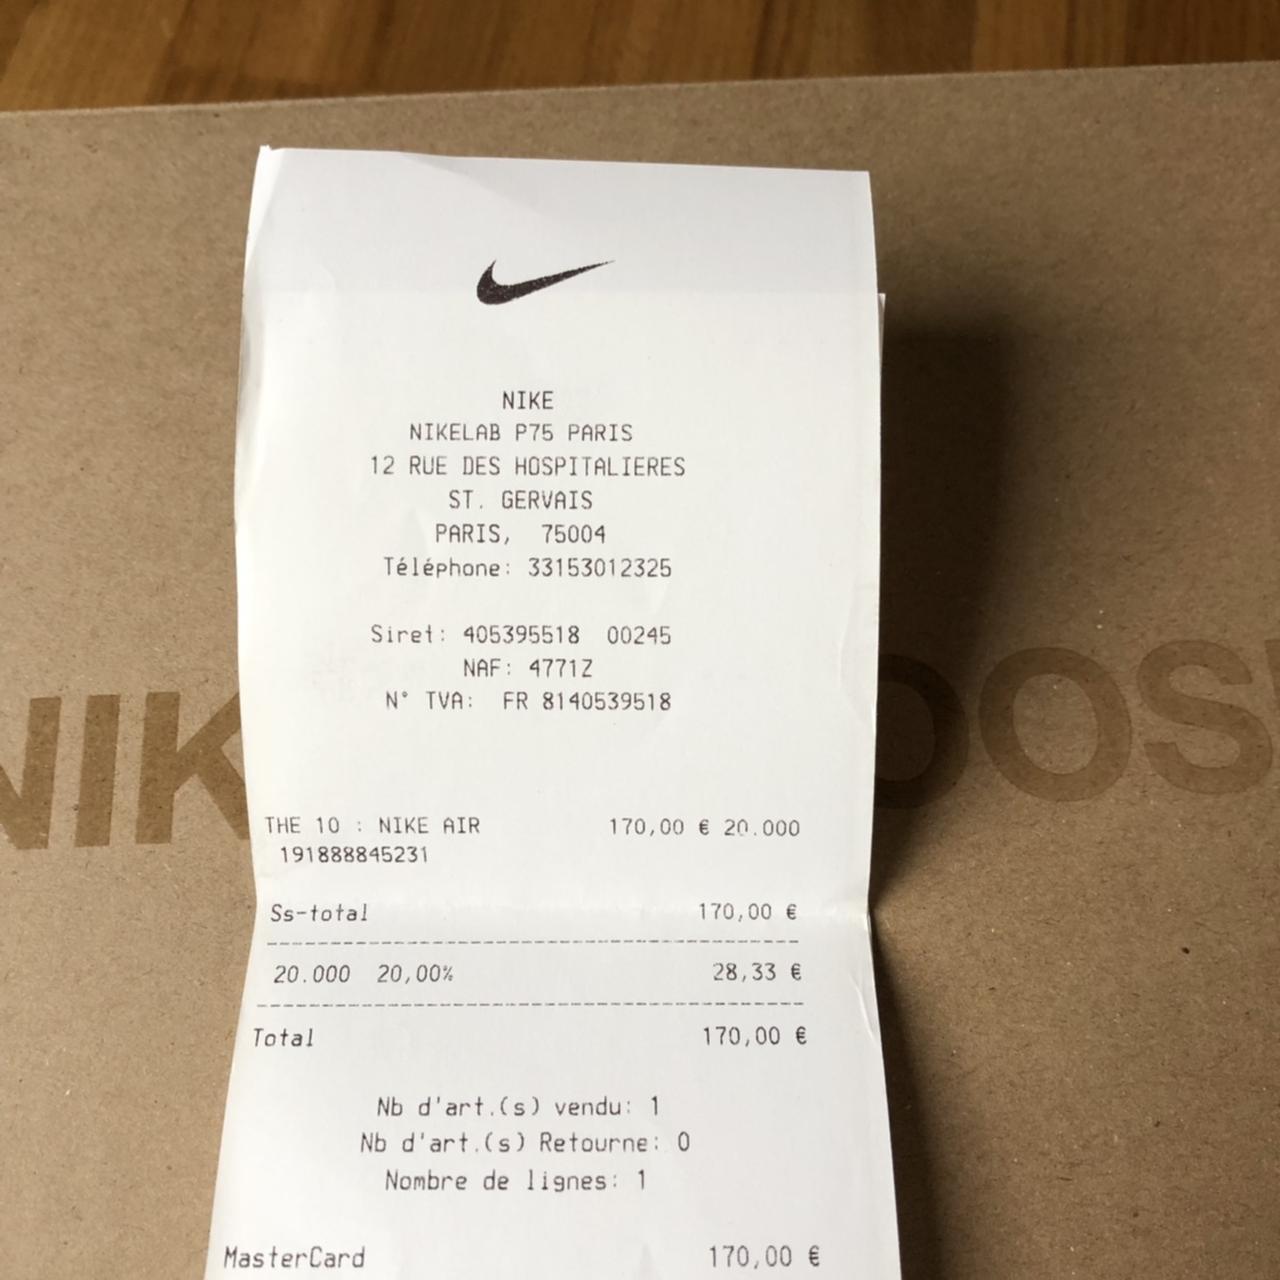 NIKE
NIKELAB P75 PARIS
12 RUE DES HOSPITALIERES
ST. GERVAIS
PARIS, 75004
Téléphone: 33153012325
Siret: 405395518 00245
NAF: 4771Z
N° TVA: FR 8140539518
THE 10 : NIKE AIR 170,00 € 20.000
191888845231
Ss-total 170,00 €
20.000 20,00% 28,33 €
Total 170,00 €
Nb d'art.(s) vendu: 1
Nb d'art.(s) Retourne: 0
Nombre de lignes: 1
MasterCard 170,00 €
NIK
OOS